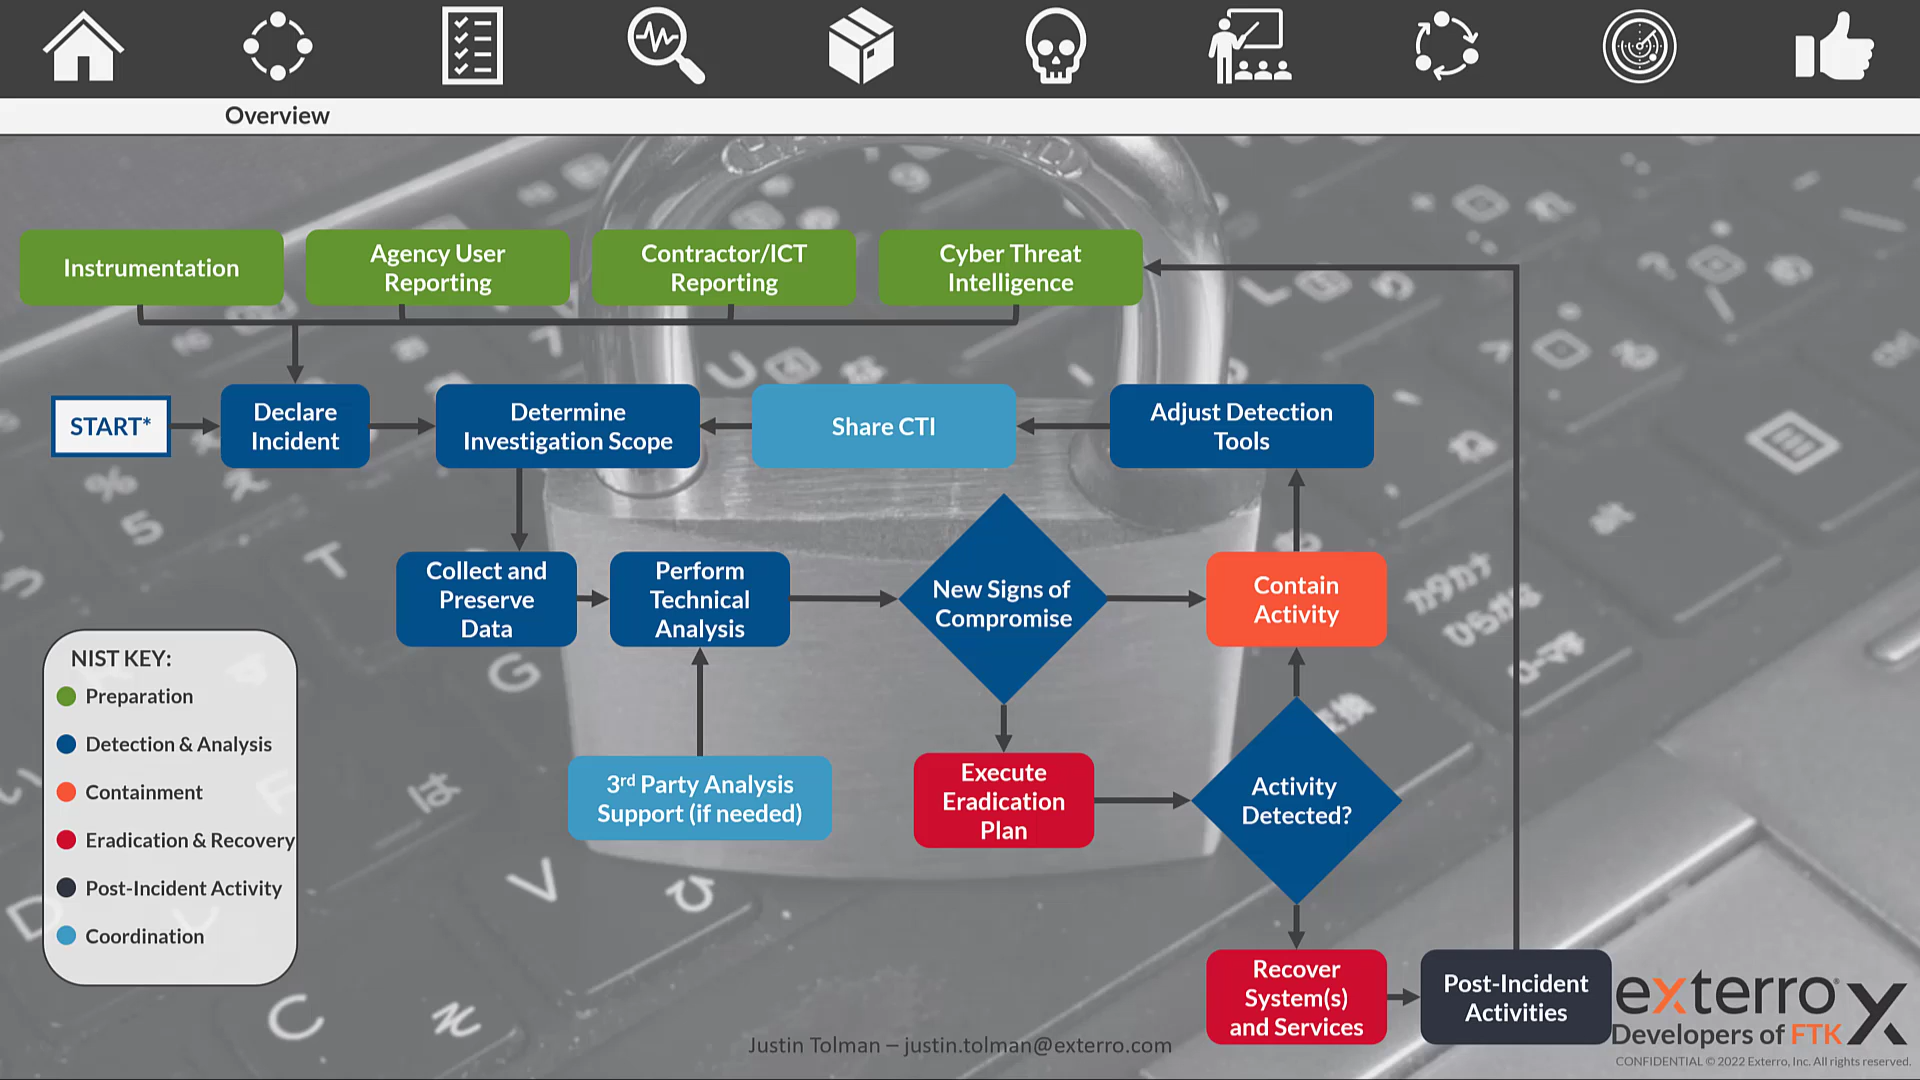 Overview
Instrumentation
Agency User
Reporting
Contractor/ICT
Reporting
Cyber Threat
Intelligence
START*
Declare
Incident
Determine
Investigation Scope
Share CTI
Adjust Detection
Tools
Collect and
Preserve
Data
Perform
Technical
Analysis
New Signs of
Compromise
Contain
Activity
NIST KEY:
Preparation
Detection & Analysis
Containment
Eradication & Recovery
Post-Incident Activity
Coordination
3rd Party Analysis
Support (if needed)
Execute
Eradication
Plan
Activity
Detected?
Recover
System(s)
and Services
Post-Incident
Activities
exterro®
Developers of FTK
Justin Tolman – justin.tolman@exterro.com
CONFIDENTIAL © 2022 Exterro, Inc. All rights reserved.